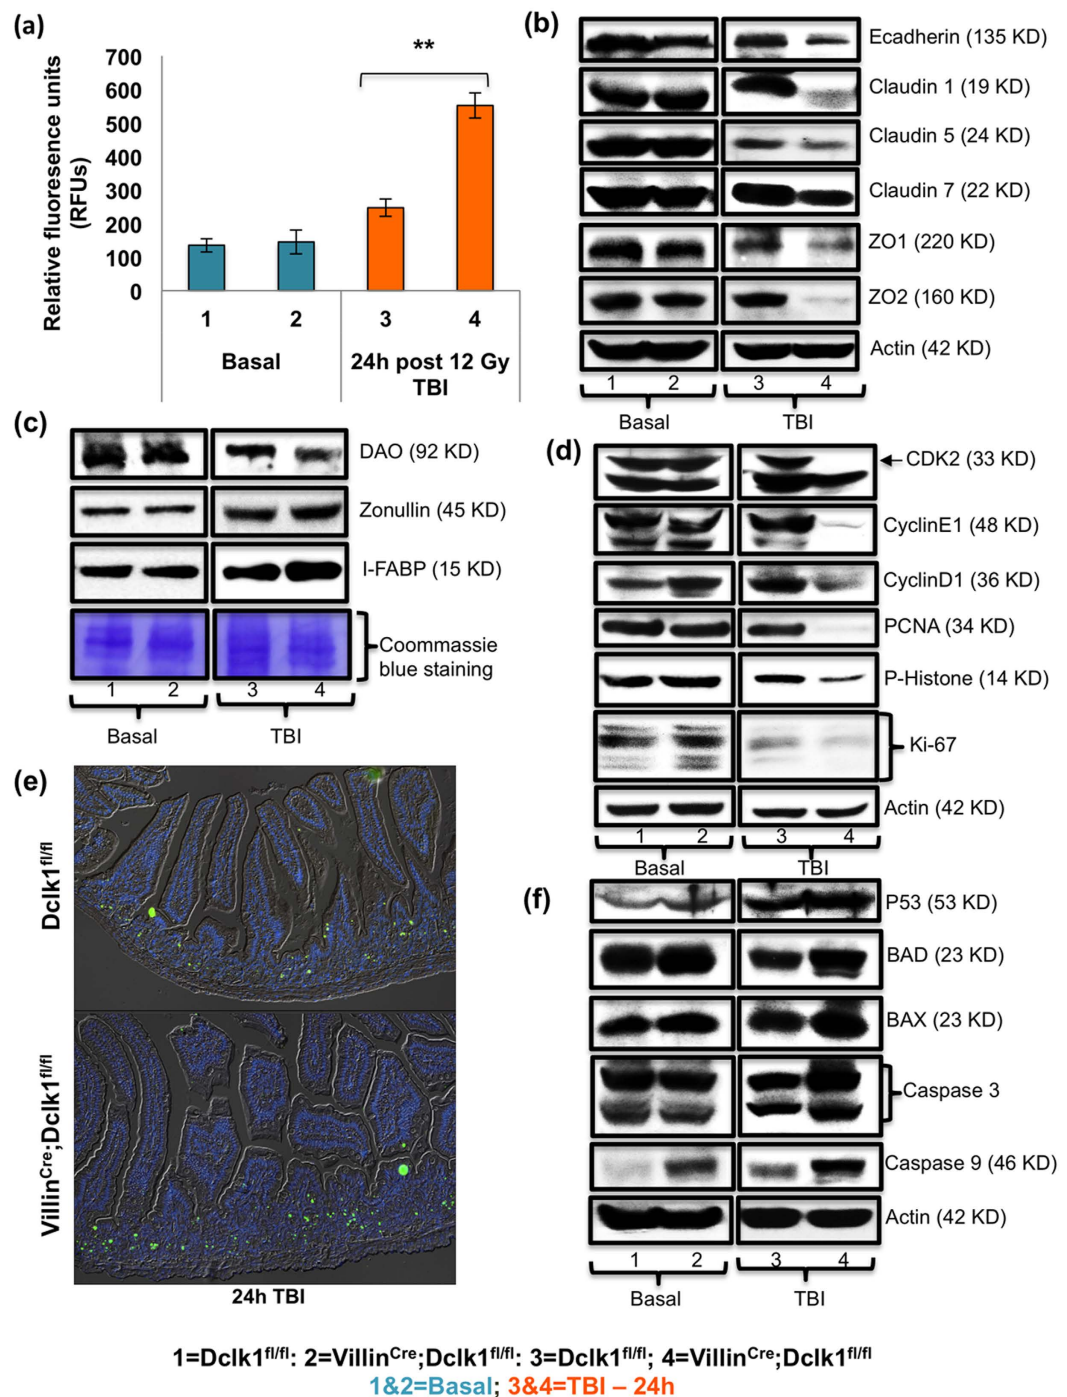 (a)
Relative fluoresence units
(RFUs)
700
600
500
400
300
200
100
0
**
1
2
3
4
Basal
24h post 12 Gy
TBI
(b)
Ecadherin (135 KD)
Claudin 1 (19 KD)
Claudin 5 (24 KD)
Claudin 7 (22 KD)
ZO1 (220 KD)
ZO2 (160 KD)
Actin (42 KD)
1 2 3 4
Basal TBI
(c)
DAO (92 KD)
Zonullin (45 KD)
I-FABP (15 KD)
Coommassie
blue staining
1 2 3 4
Basal TBI
(d)
CDK2 (33 KD)
CyclinE1 (48 KD)
CyclinD1 (36 KD)
PCNA (34 KD)
P-Histone (14 KD)
Ki-67
Actin (42 KD)
1 2 3 4
Basal TBI
(e)
Dclk1fl/fl
VillinCre;Dclk1fl/fl
24h TBI
(f)
P53 (53 KD)
BAD (23 KD)
BAX (23 KD)
Caspase 3
Caspase 9 (46 KD)
Actin (42 KD)
1 2 3 4
Basal TBI
1=Dclk1fl/fl: 2=VillinCre;Dclk1fl/fl: 3=Dclk1fl/fl; 4=VillinCre;Dclk1fl/fl
1&2=Basal; 3&4=TBI – 24h